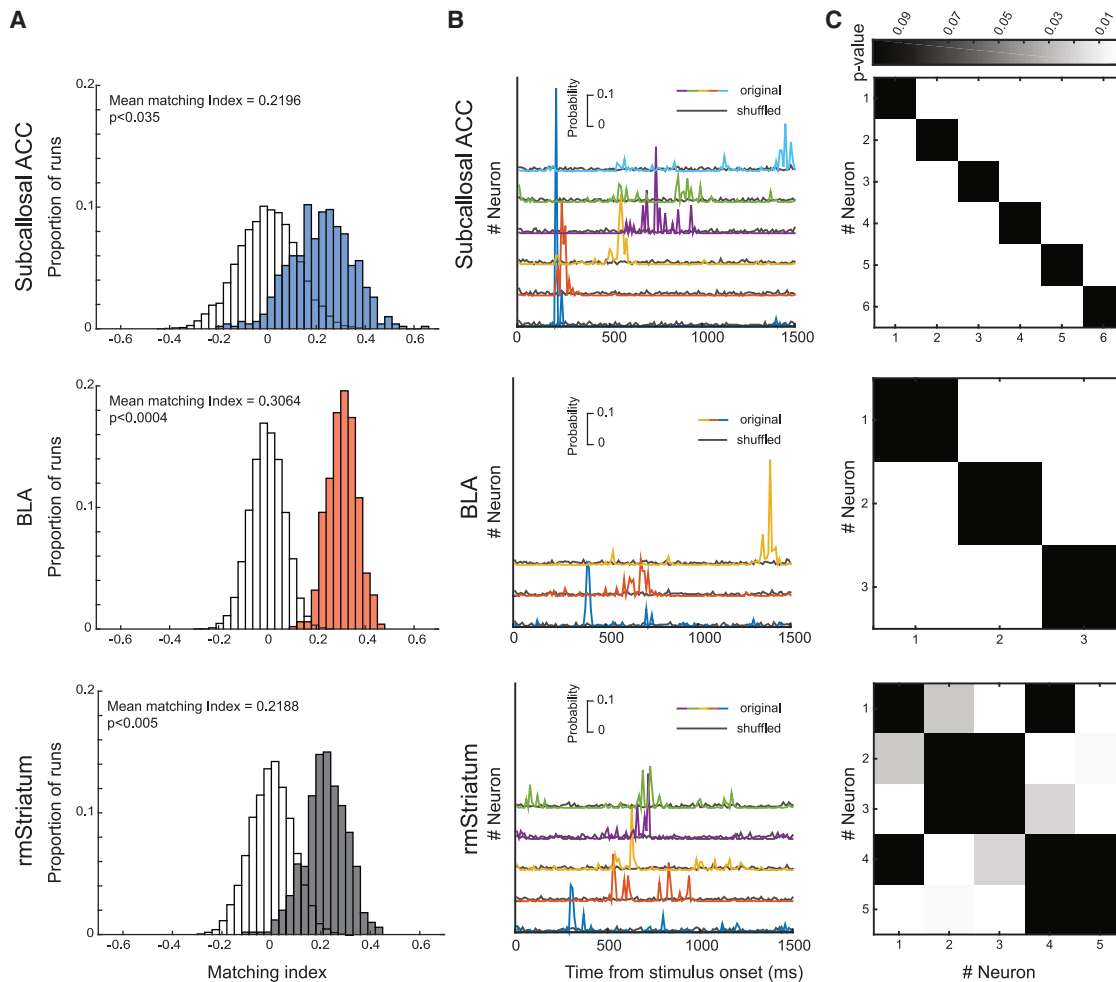 A
B
C
p-value
0.09
0.07
0.05
0.03
0.01
Subcallosal ACC
Proportion of runs
Mean matching Index = 0.2196
p<0.035
0.2
0.1
0
-0.6
-0.4
-0.2
0
0.2
0.4
0.6
Subcallosal ACC
# Neuron
Probability
0.1
0
original
shuffled
0
500
1000
1500
# Neuron
1
2
3
4
5
6
1
2
3
4
5
6
BLA
Proportion of runs
Mean matching Index = 0.3064
p<0.0004
0.2
0.1
0
-0.6
-0.4
-0.2
0
0.2
0.4
0.6
BLA
# Neuron
Probability
0.1
0
original
shuffled
0
500
1000
1500
# Neuron
1
2
3
1
2
3
rmStriatum
Proportion of runs
Mean matching Index = 0.2188
p<0.005
0.2
0.1
0
-0.6
-0.4
-0.2
0
0.2
0.4
0.6
Matching index
rmStriatum
# Neuron
Probability
0.1
0
original
shuffled
0
500
1000
1500
Time from stimulus onset (ms)
# Neuron
1
2
3
4
5
1
2
3
4
5
# Neuron